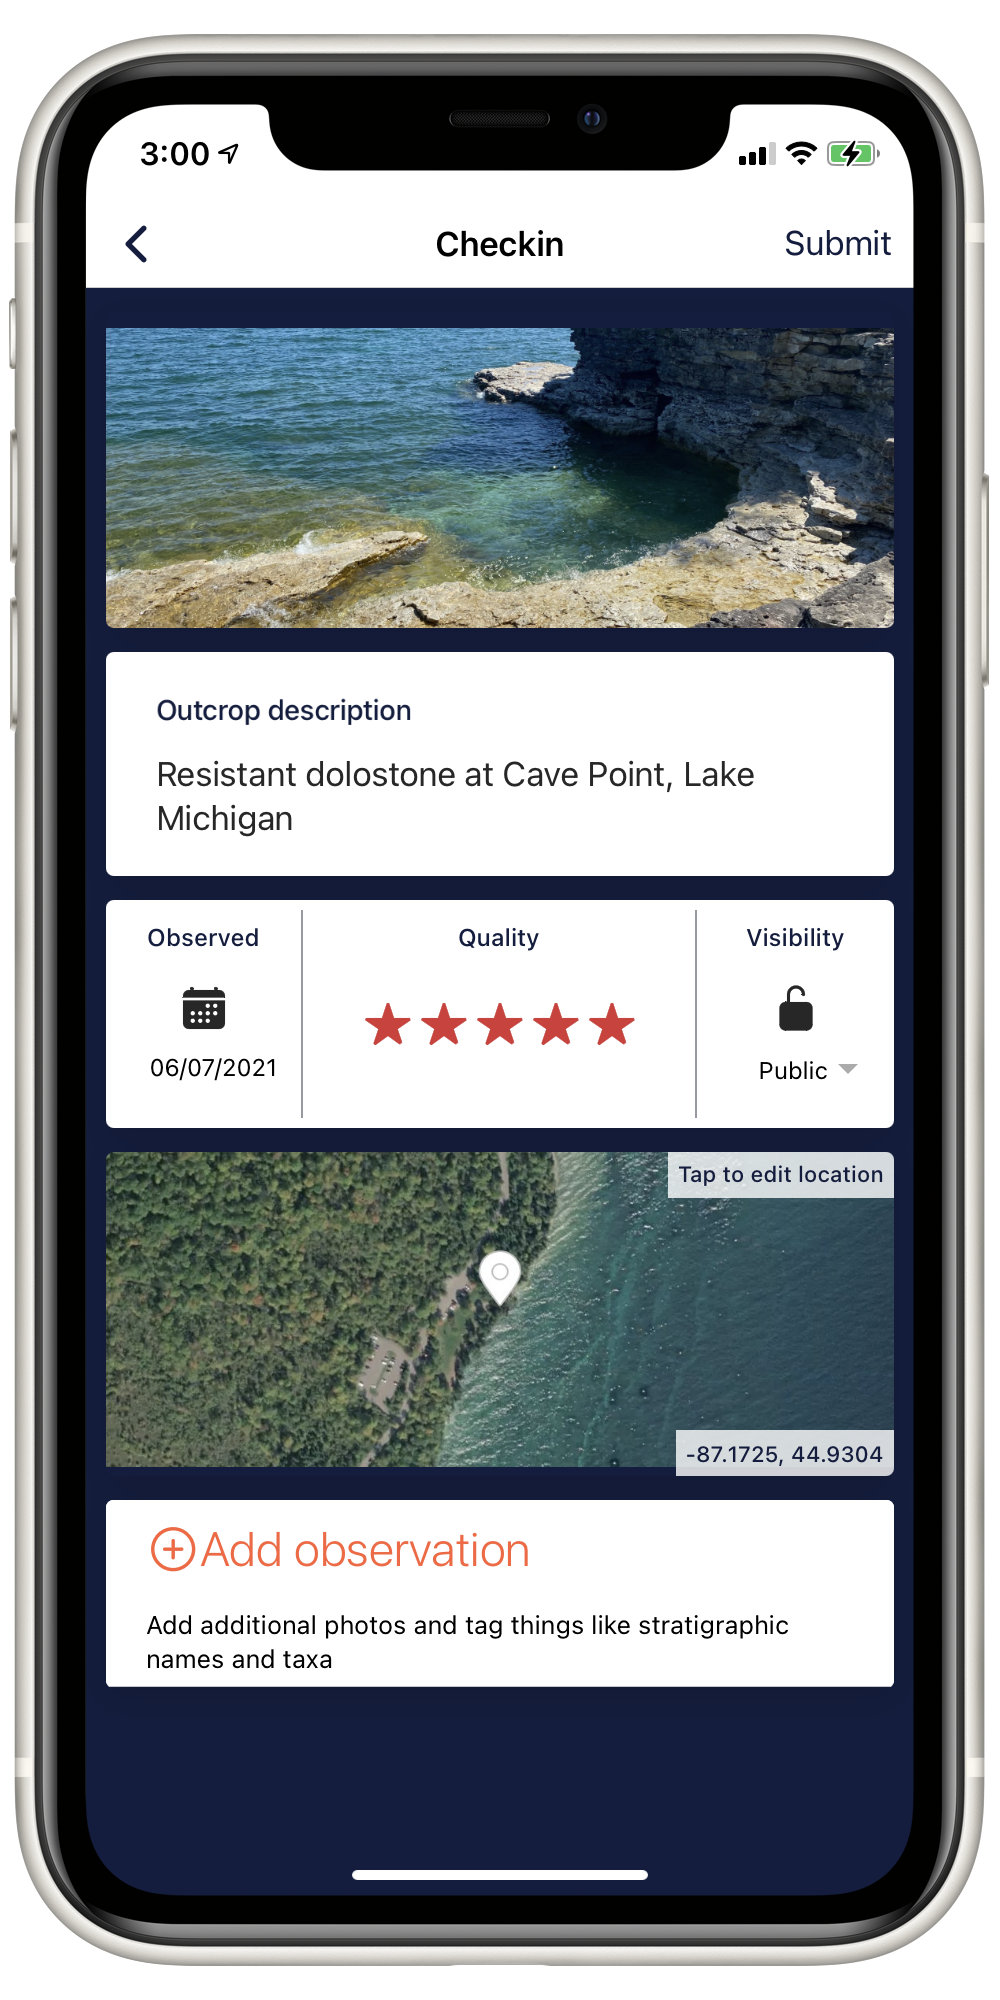 3:00
Checkin
Submit
Outcrop description
Resistant dolostone at Cave Point, Lake
Michigan
Observed
Quality
Visibility
06/07/2021
Public
Tap to edit location
-87.1725, 44.9304
Add observation
Add additional photos and tag things like stratigraphic
names and taxa